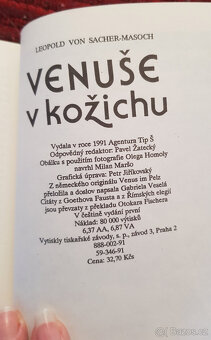 LEOPOLD VON SACHER-MASOCH
VENUŠE
v kožichu
Vydala v roce 1991 Agentura Tip Š
Odpovědný redaktor: Pavel Žatecký
Obálka s použitím fotografie Olega Homoly
navrhl Milan Maršo
Grafická úprava: Petr Jiříkovský
Z německého originálu Venus im Pelz
přeložila a doslov napsala Gabriela Veselá
Citáty z Goethova Fausta a z Římských elegií
jsou převzaty z překladu Otokara Fischera
V češtině vydání první
Náklad: 80 000 výtisků
6,37 AA, 6,87 VA
Vytiskly tiskařské závody, s. p., závod 3, Praha 2
888-002-91
59-346-91
Cena: 32,70 Kčs
© Bazos.cz